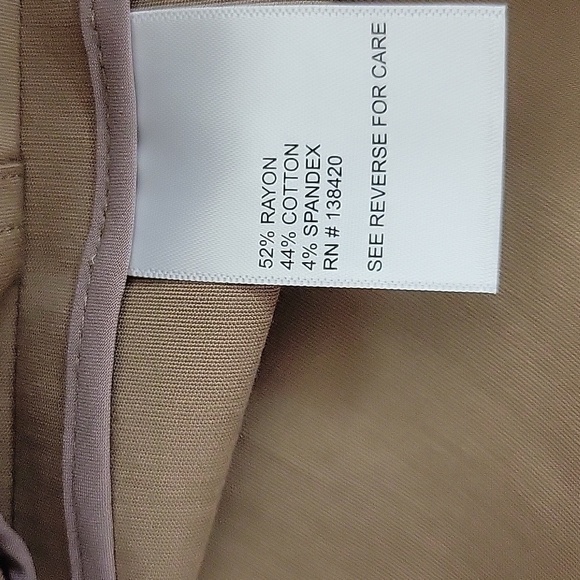 52% RAYON
44% COTTON
4% SPANDEX
RN # 138420
SEE REVERSE FOR CARE